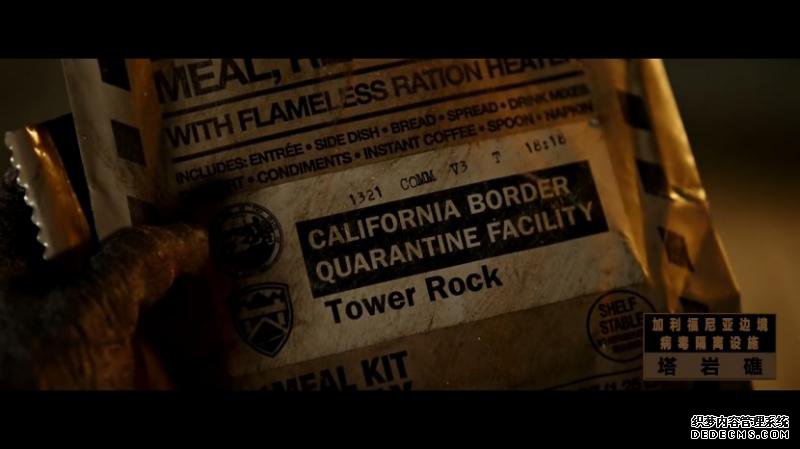 MEAL,
WITH FLAMELESS RATION HEATER
INCLUDES: ENTRÉE • SIDE DISH • BREAD • SPREAD • DRINK MIXES
CONDIMENTS • INSTANT COFFEE • SPOON • NAPKIN
1321 COMM V3 T 18:18
CALIFORNIA BORDER
QUARANTINE FACILITY
Tower Rock
SHELF
STABLE
MEAL KIT
加利福尼亚边境
病毒隔离设施
塔岩礁
织梦内容管理系统
DEDECMS.COM